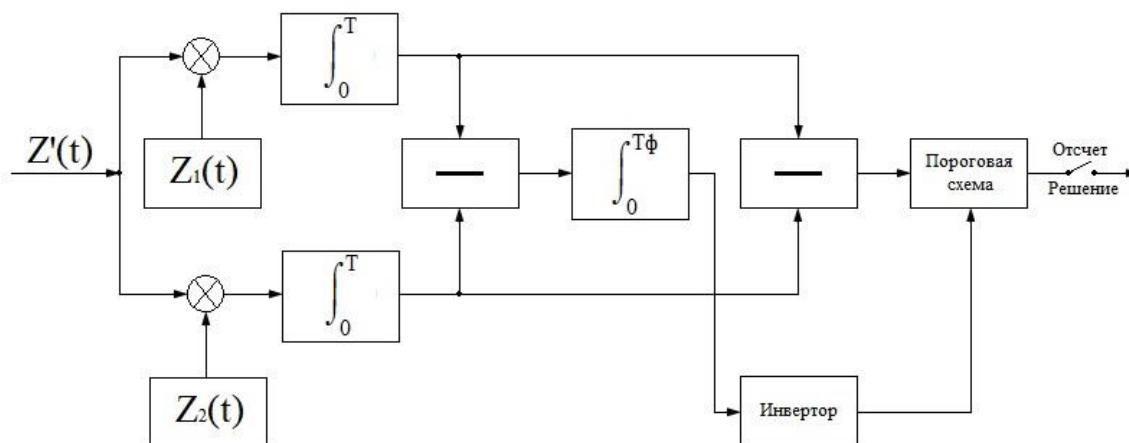 Z'(t)
Z₁(t)
∫₀ᵀ
Пороговая
схема
Отсчет
Решение
∫₀ᵀᶲ
∫₀ᵀ
Z₂(t)
Инвертор